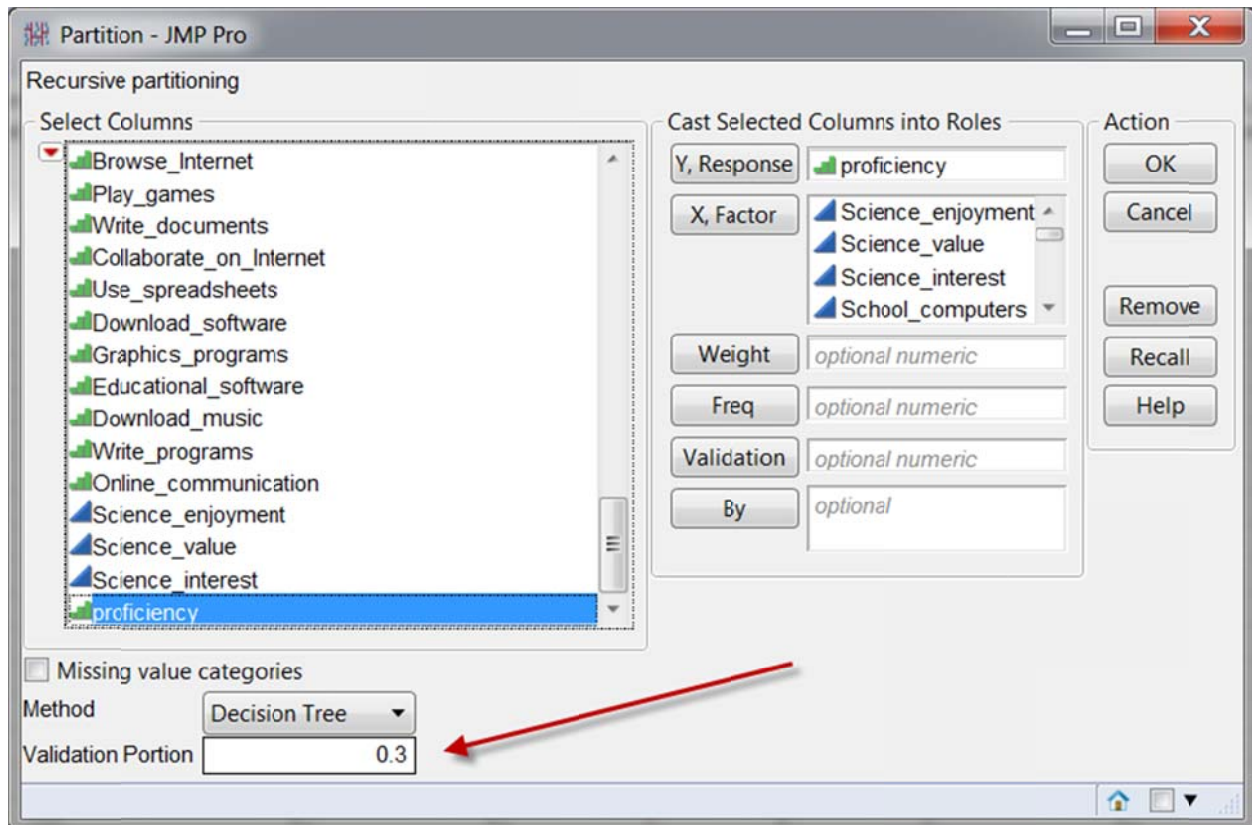 Partition - JMP Pro
Recursive partitioning
Select Columns
Browse_Internet
Play_games
Write_documents
Collaborate_on_Internet
Use_spreadsheets
Download_software
Graphics_programs
Educational_software
Download_music
Write_programs
Online_communication
Science_enjoyment
Science_value
Science_interest
proficiency
Cast Selected Columns into Roles
Y, Response proficiency
X, Factor
Science_enjoyment
Science_value
Science_interest
School_computers
Weight optional numeric
Freq optional numeric
Validation optional numeric
By optional
Action
OK
Cancel
Remove
Recall
Help
Missing value categories
Method Decision Tree
Validation Portion 0.3